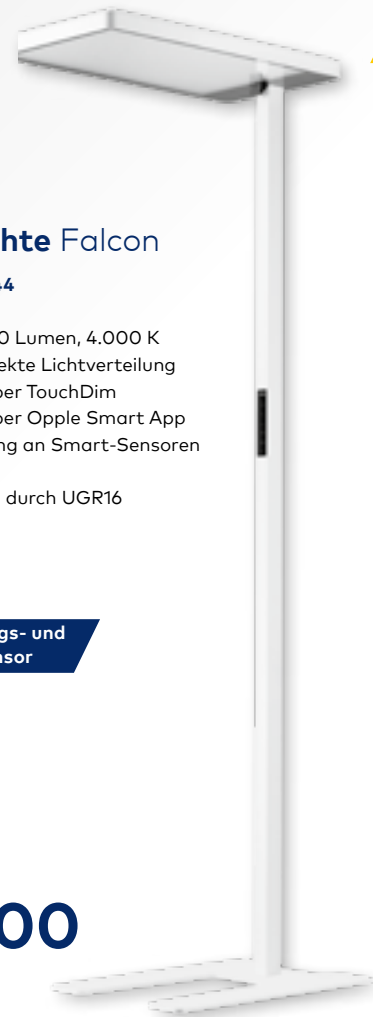 hte Falcon
44
0 Lumen, 4.000 K
ekte Lichtverteilung
per TouchDim
per Opple Smart App
ng an Smart-Sensoren
durch UGR16
gs- und
nsor
00